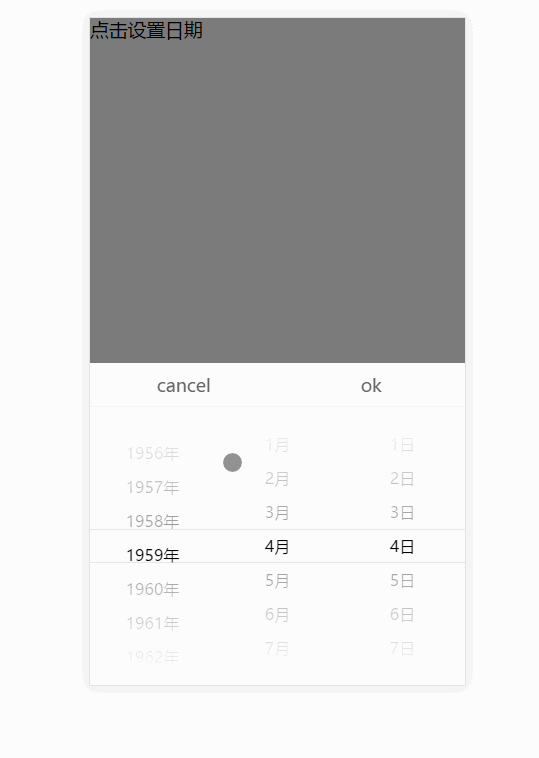 点击设置日期
cancel ok
1956年 1月 1日
1957年 2月 2日
1958年 3月 3日
1959年 4月 4日
1960年 5月 5日
1961年 6月 6日
1962年 7月 7日